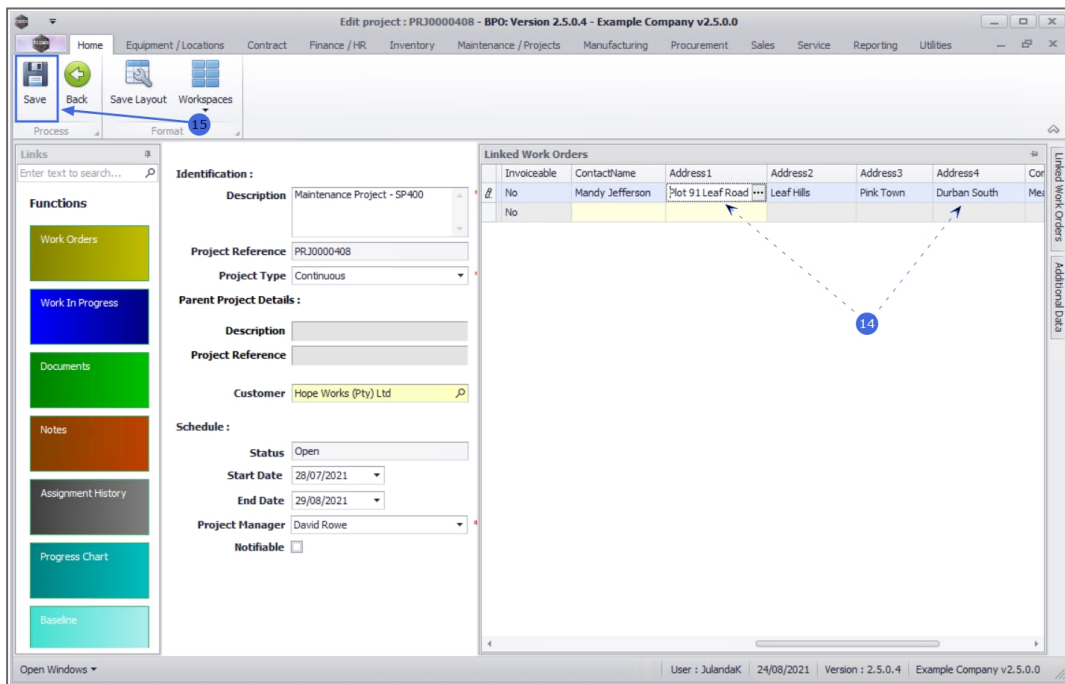 Edit project : PRJ0000408 - BPO: Version 2.5.0.4 - Example Company v2.5.0.0
Home Equipment / Locations Contract Finance / HR Inventory Maintenance / Projects Manufacturing Procurement Sales Service Reporting Utilities
Save Back Save Layout Workspaces
15
Process Format
Links
Enter text to search...
Functions
Work Orders
Work In Progress
Documents
Notes
Assignment History
Progress Chart
Baseline
Identification :
Description Maintenance Project - SP400 *
Project Reference PRJ0000408
Project Type Continuous *
Parent Project Details :
Description
Project Reference
Customer Hope Works (Pty) Ltd
Schedule :
Status Open
Start Date 28/07/2021
End Date 29/08/2021
Project Manager David Rowe *
Notifiable
Linked Work Orders
Invoiceable ContactName Address1 Address2 Address3 Address4 Cor
No Mandy Jefferson Plot 91 Leaf Road ... Leaf Hills Pink Town Durban South Mea
No
14
Linked Work Orders
Additional Data
Open Windows User : JulandaK 24/08/2021 Version : 2.5.0.4 Example Company v2.5.0.0